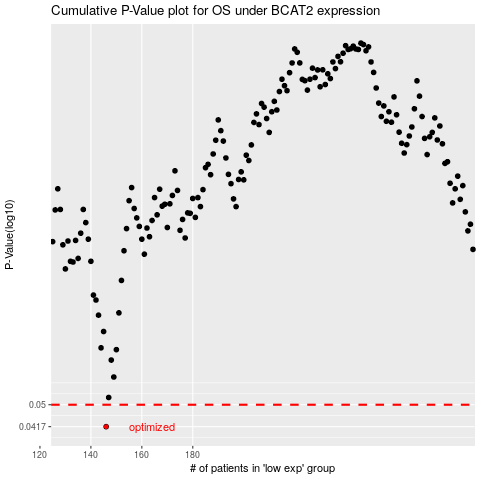 Cumulative P-Value plot for OS under BCAT2 expression
P-Value(log10)
0.05
0.0417
optimized
120 140 160 180
# of patients in 'low exp' group